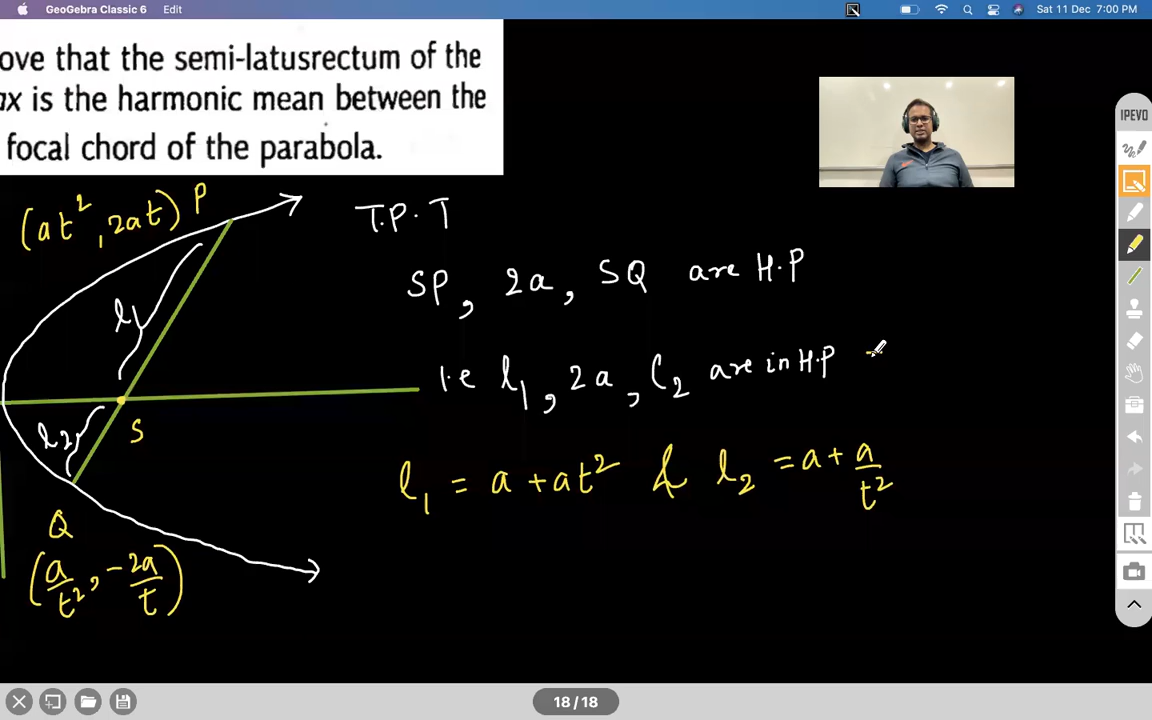 GeoGebra Classic 6 Edit Sat 11 Dec 7:00 PM
ove that the semi-latusrectum of the
ax is the harmonic mean between the
focal chord of the parabola.
IPEVO
(at², 2at) P
T.P.T
SP, 2a, SQ are H.P
l₁
i.e l₁, 2a, l₂ are in H.P
l₂
S
l₁ = a + at² & l₂ = a + a/t²
Q
(a/t², -2a/t)
18/18